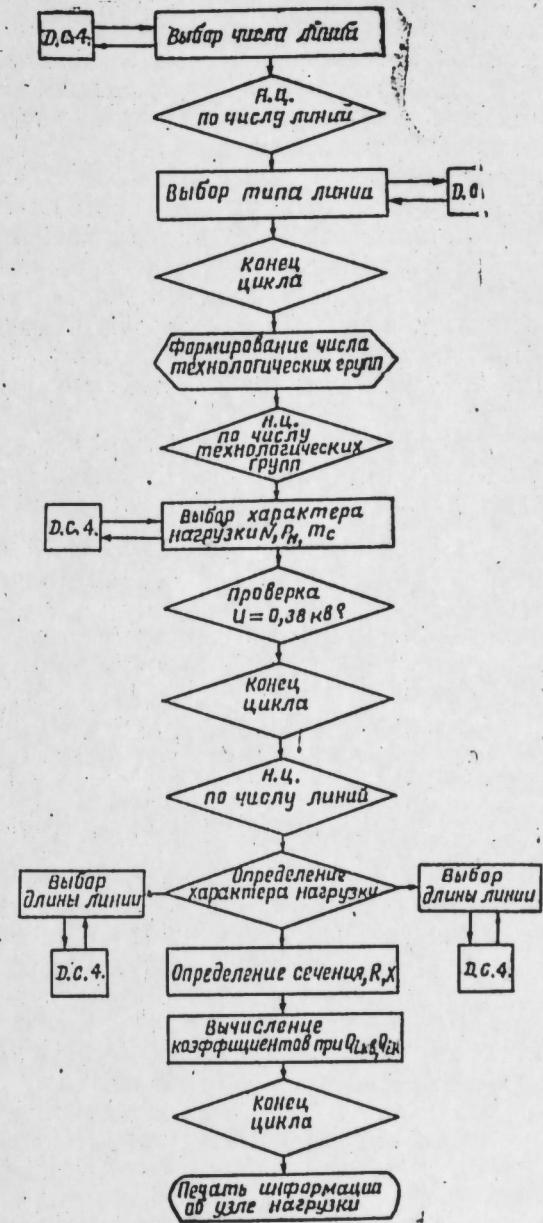 D.C.4.
Выбор числа линий
Н.ц.
по числу линий
Выбор типа линии
Конец
цикла
Формирование числа
технологических групп
Н.ц.
по числу
технологических
групп
D.C.4.
Выбор характера
нагрузки N, Pн, mc
Проверка
U=0,38 кв?
Конец
цикла
Н.ц.
по числу линий
Выбор
длины линии
Определение
характера нагрузки
Выбор
длины линии
D.C.4.
D.C.4.
Определение сечения, R, X
Вычисление
коэффициентов при
Конец
цикла
Печать информации
об узле нагрузки